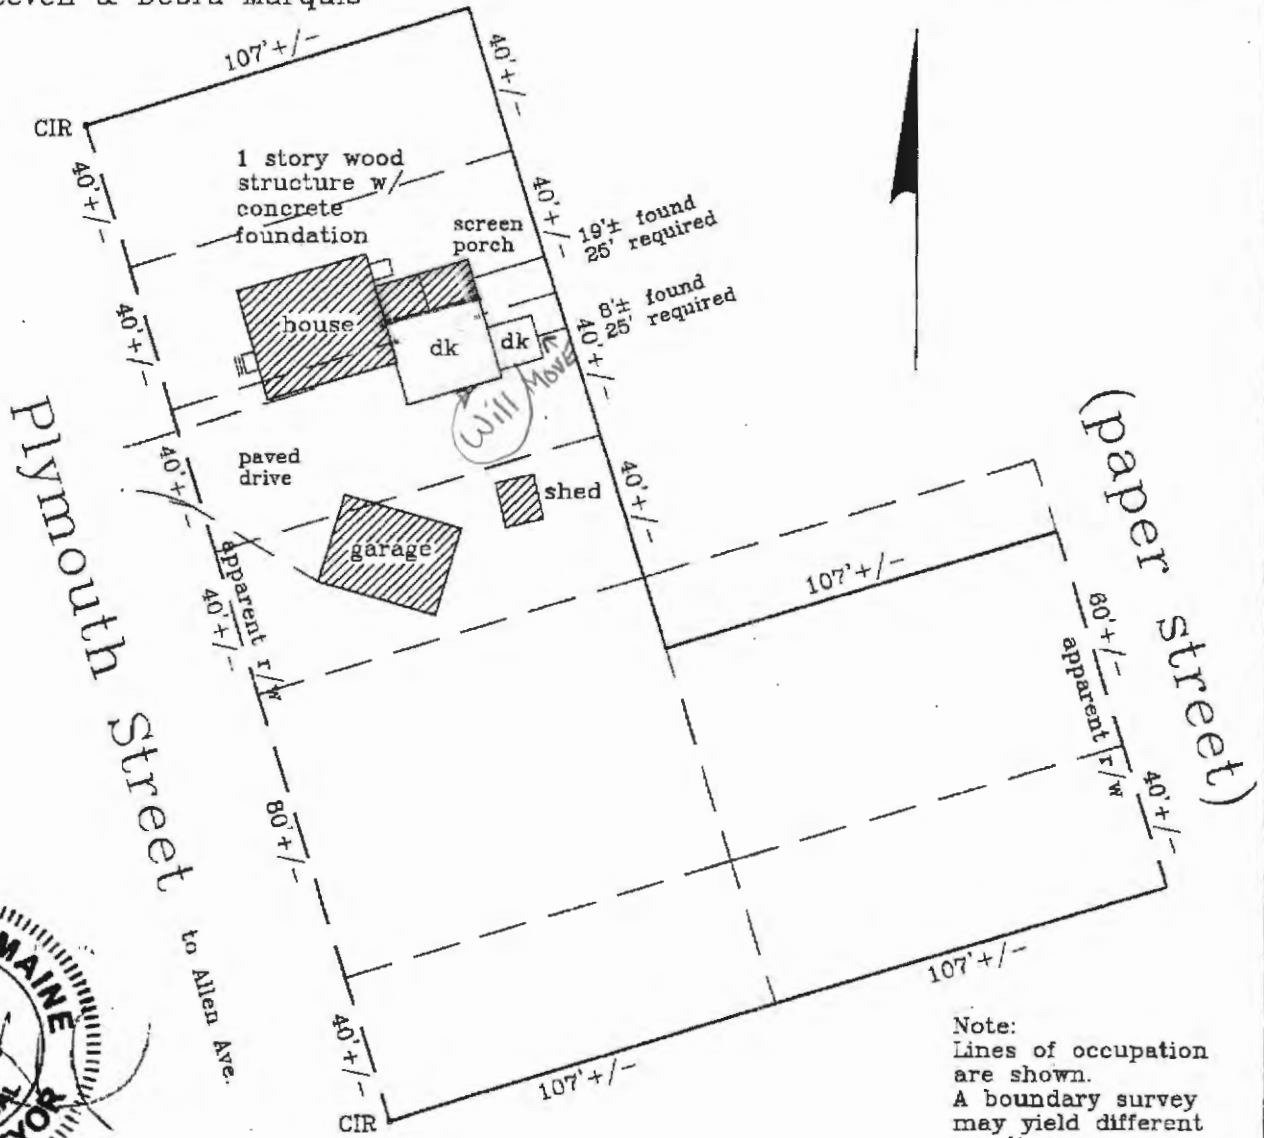 Debra Marquis
107'+/-
40'+/-
CIR
40'+/-
1 story wood
structure w/
concrete
foundation
40'+/-
screen
porch
19'± found
25' required
8'± found
25' required
40'+/-
house
dk
dk
40'+/-
Will Move
paved
drive
40'+/-
shed
40'+/-
garage
apparent r/w
40'+/-
107'+/-
(paper street)
60'+/-
apparent r/w
40'+/-
Plymouth Street
to Allen Ave.
80'+/-
40'+/-
CIR
107'+/-
107'+/-
MAINE
Note:
Lines of occupation
are shown.
A boundary survey
may yield different